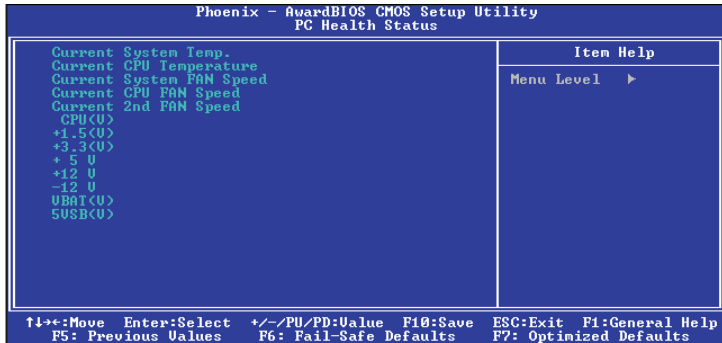 Phoenix - AwardBIOS CMOS Setup Utility
PC Health Status
Current System Temp.
Current CPU Temperature
Current System FAN Speed
Current CPU FAN Speed
Current 2nd FAN Speed
CPU(V)
+1.5(V)
+3.3(V)
+ 5 V
+12 V
-12 V
VBAT(V)
5VSB(V)
Item Help
Menu Level ►
↑↓→←:Move Enter:Select +/-/PU/PD:Value F10:Save ESC:Exit F1:General Help
F5: Previous Values F6: Fail-Safe Defaults F7: Optimized Defaults